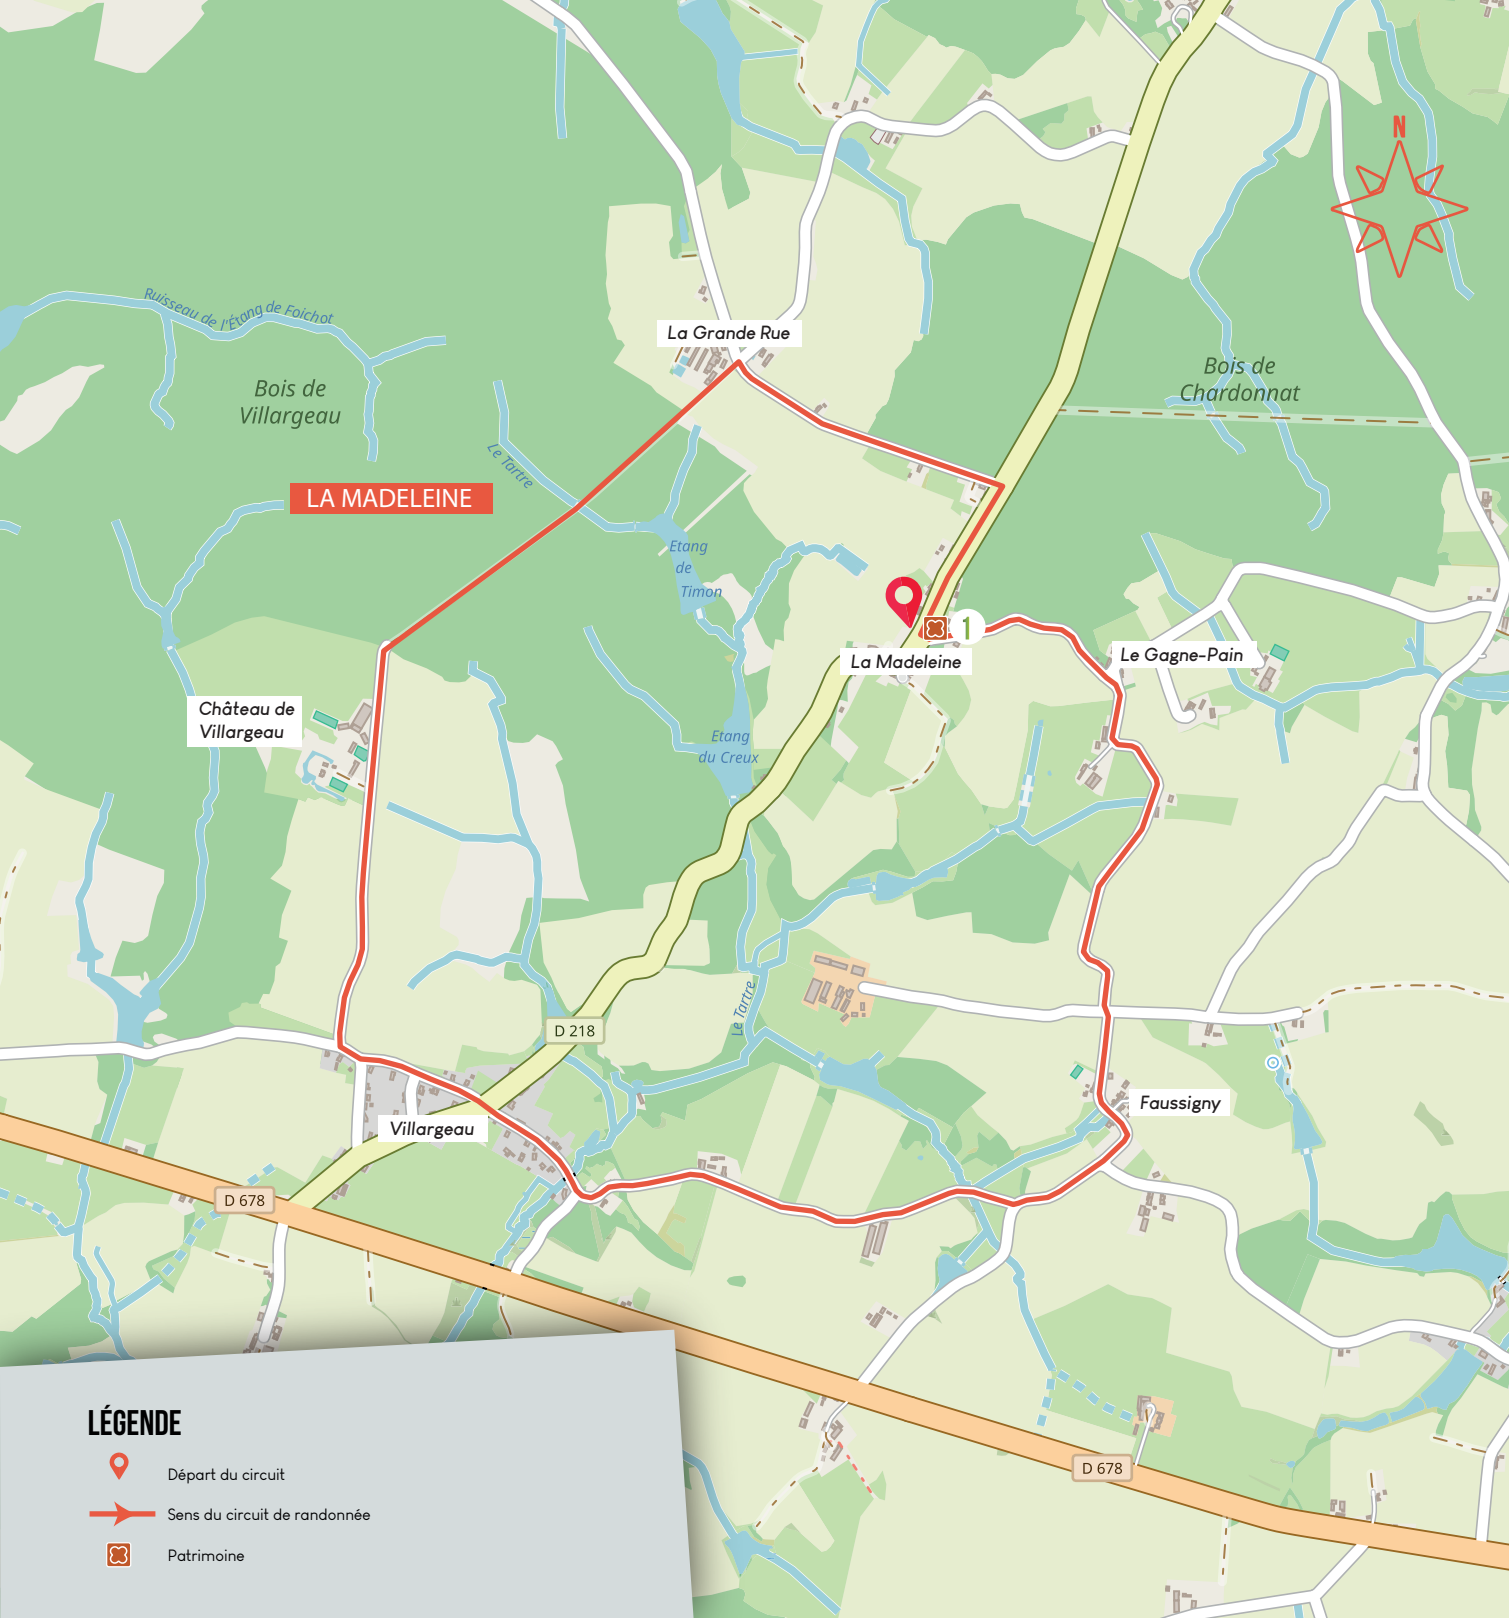 N
Ruisseau de l'Étang de Foichot
La Grande Rue
Bois de
Chardonnat
Bois de
Villargeau
Le Tartre
LA MADELEINE
Etang
de
Timon
1
La Madeleine
Le Gagne-Pain
Château de
Villargeau
Etang
du Creux
Le Tartre
D 218
Faussigny
Villargeau
D 678
D 678
LÉGENDE
Départ du circuit
Sens du circuit de randonnée
Patrimoine